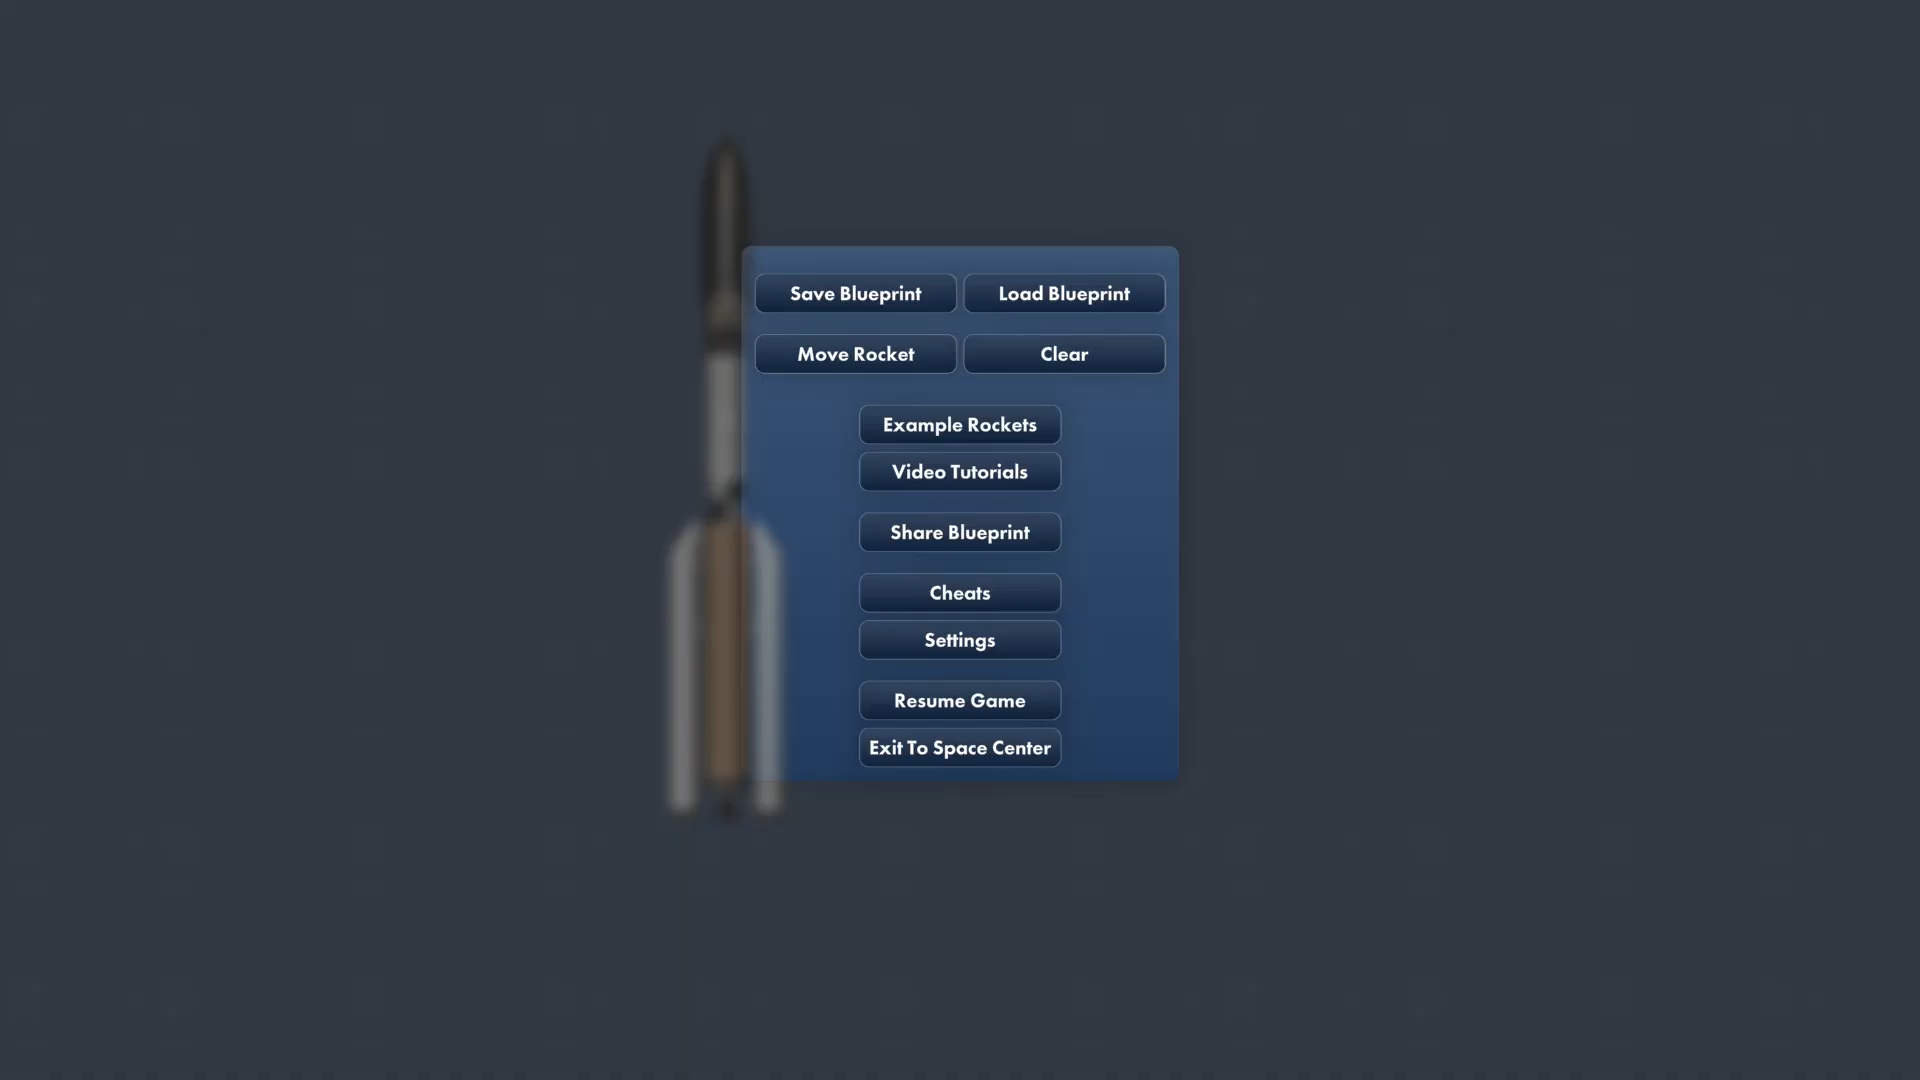 Save Blueprint
Load Blueprint
Move Rocket
Clear
Example Rockets
Video Tutorials
Share Blueprint
Cheats
Settings
Resume Game
Exit To Space Center